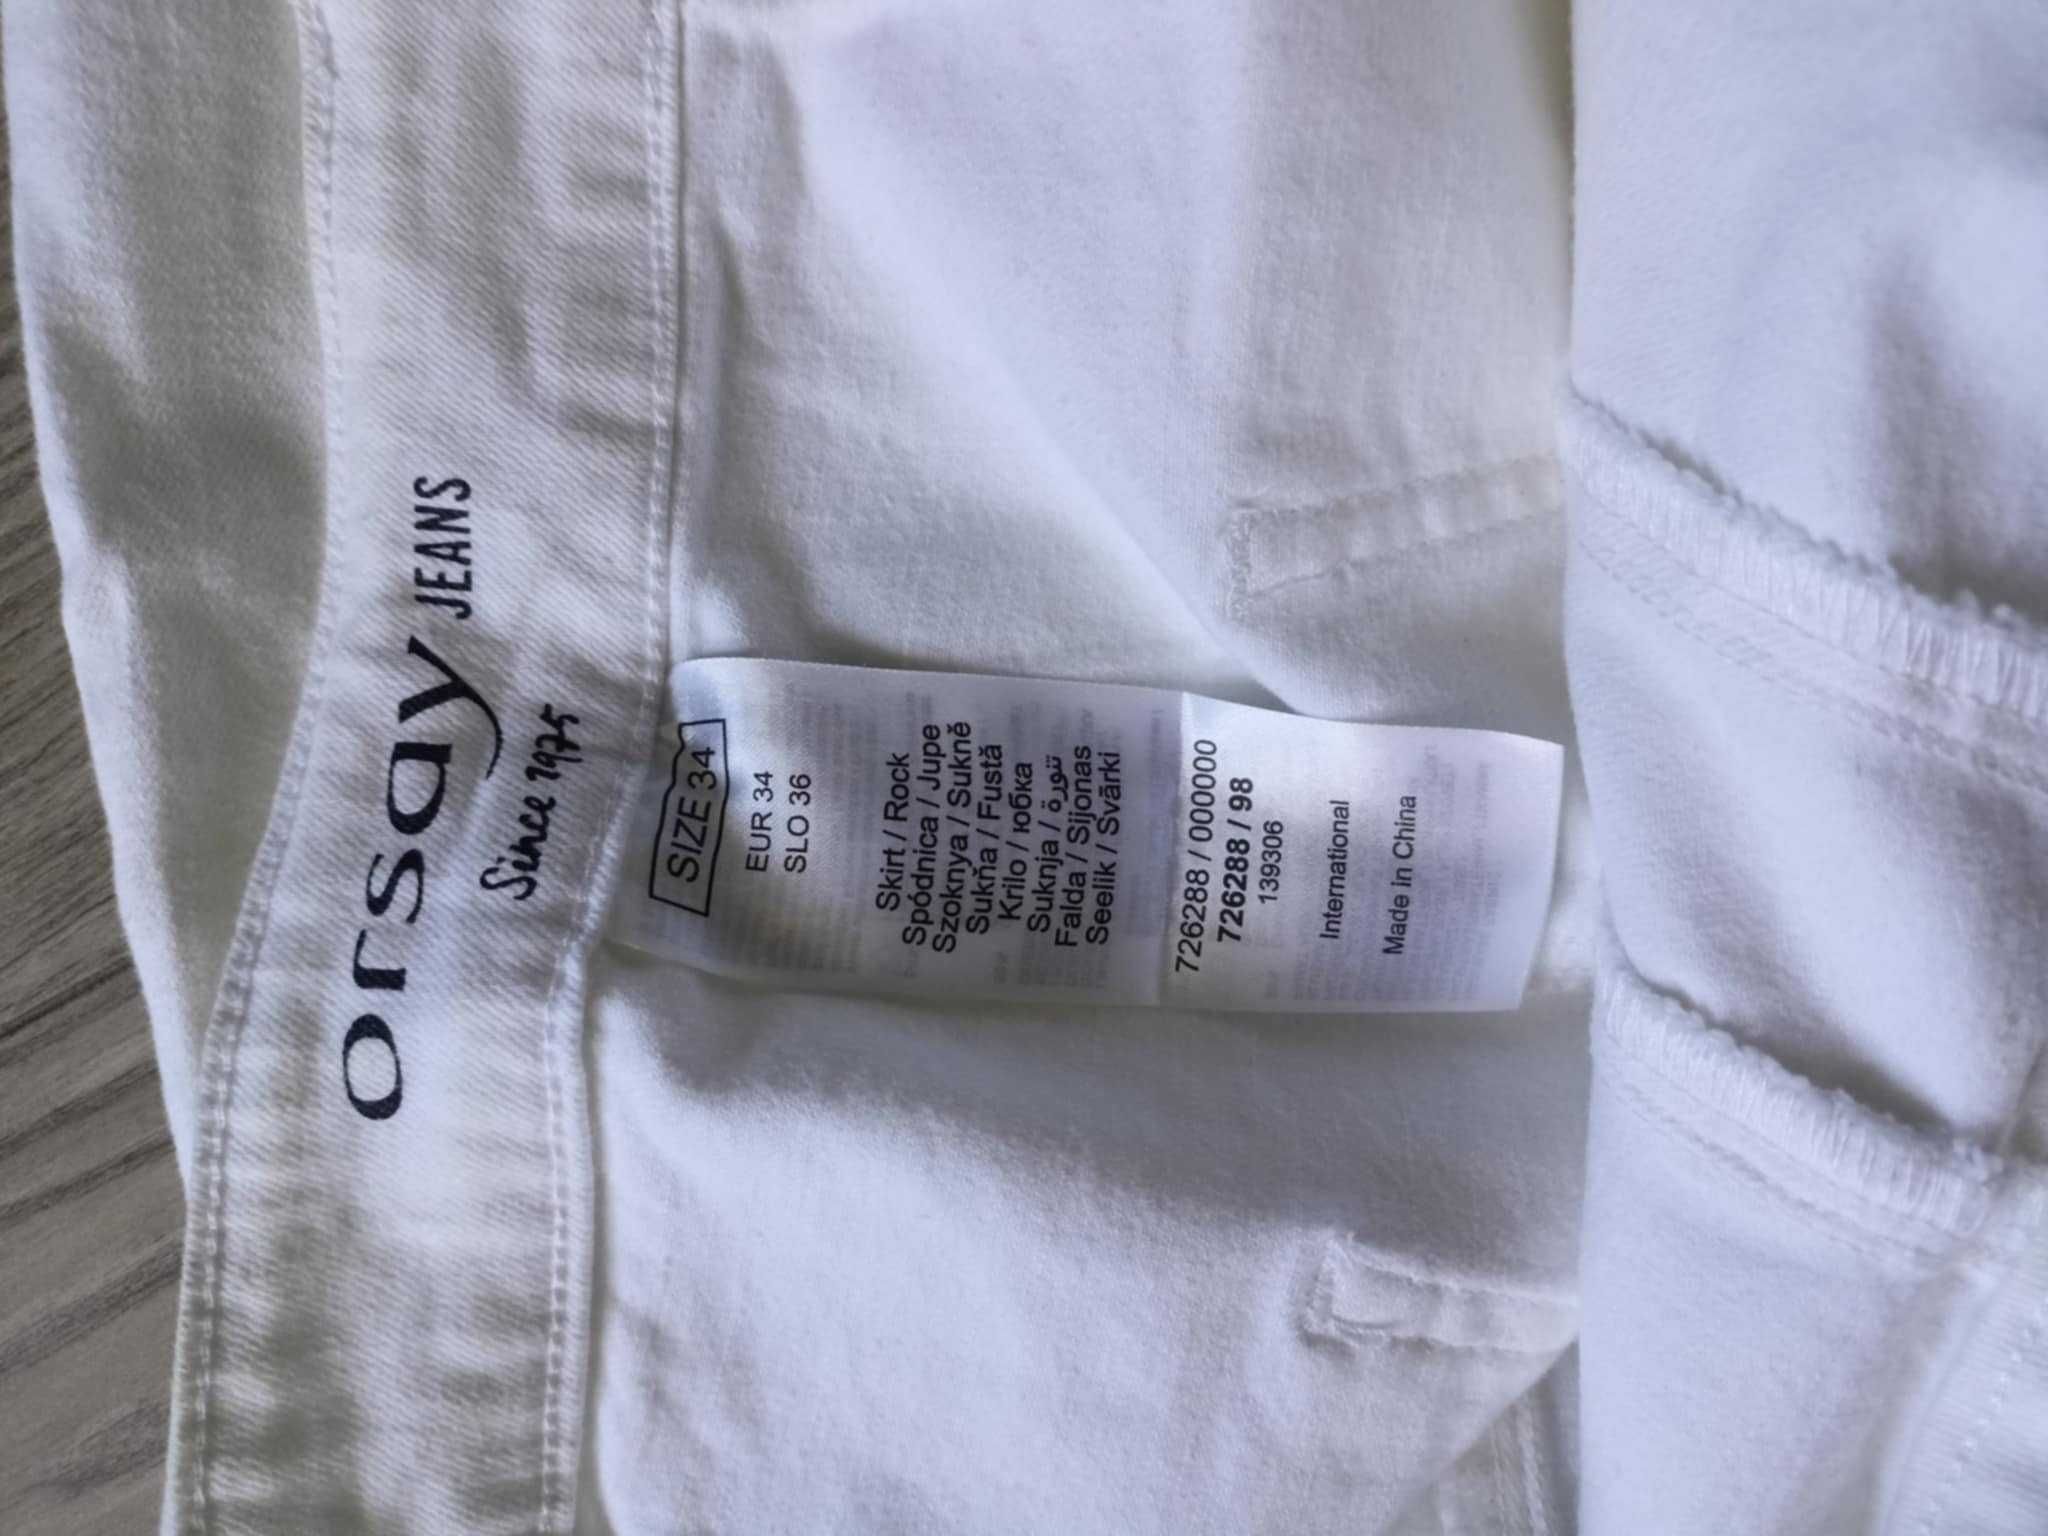 orsay JEANS
Since 1975
SIZE 34
EUR 34
SLO 36
Skirt / Rock
Spódnica / Jupe
Szoknya / Sukně
Sukňa / Fustă
Krilo / юбка
Suknja / تنورة
Falda / Sijonas
Seelik / Svārki
726288 / 000000
726288 / 98
139306
International
Made in China